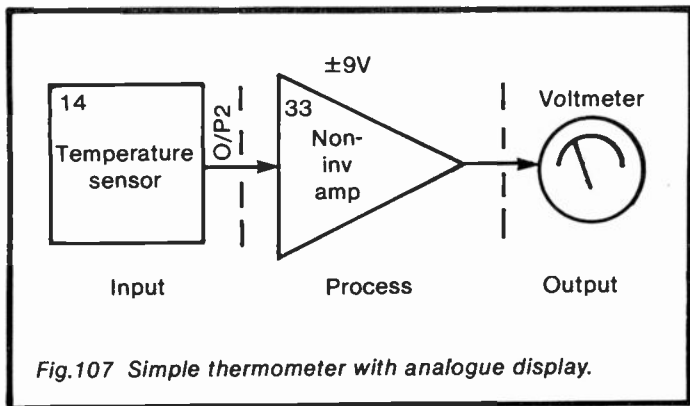 ±9V
14
Temperature
sensor
O/P2
33
Non-
inv
amp
Voltmeter
Input
Process
Output
Fig.107 Simple thermometer with analogue display.